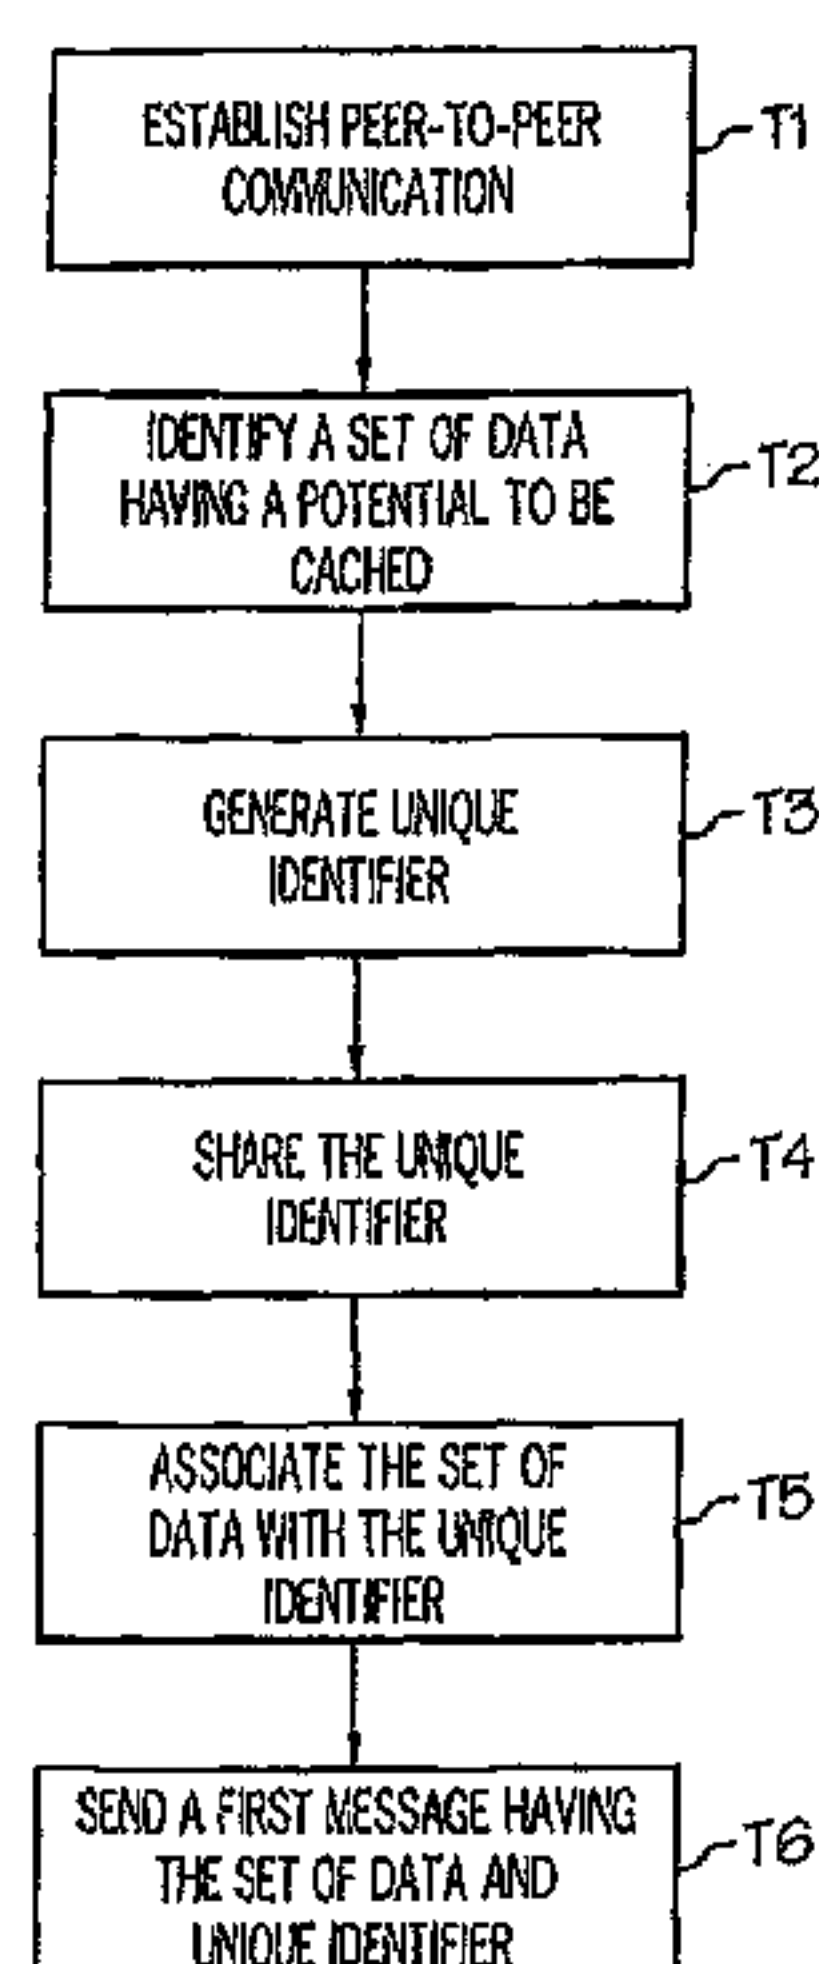 ESTABLISH PEER-TO-PEER
COMMUNICATION
T1
IDENTIFY A SET OF DATA
HAVING A POTENTIAL TO BE
CACHED
T2
GENERATE UNIQUE
IDENTIFIER
T3
SHARE THE UNIQUE
IDENTIFIER
T4
ASSOCIATE THE SET OF
DATA WITH THE UNIQUE
IDENTIFIER
T5
SEND A FIRST MESSAGE HAVING
THE SET OF DATA AND
UNIQUE IDENTIFIER
T6